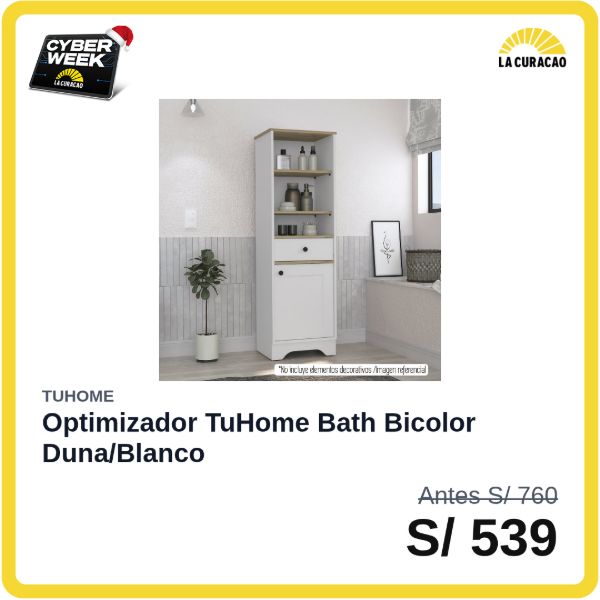 CYBER
WEEK
LA CURACAO
LA CURACAO
*No incluye elementos decorativos /Imagen referencial
TUHOME
Optimizador TuHome Bath Bicolor
Duna/Blanco
Antes S/ 760
S/ 539